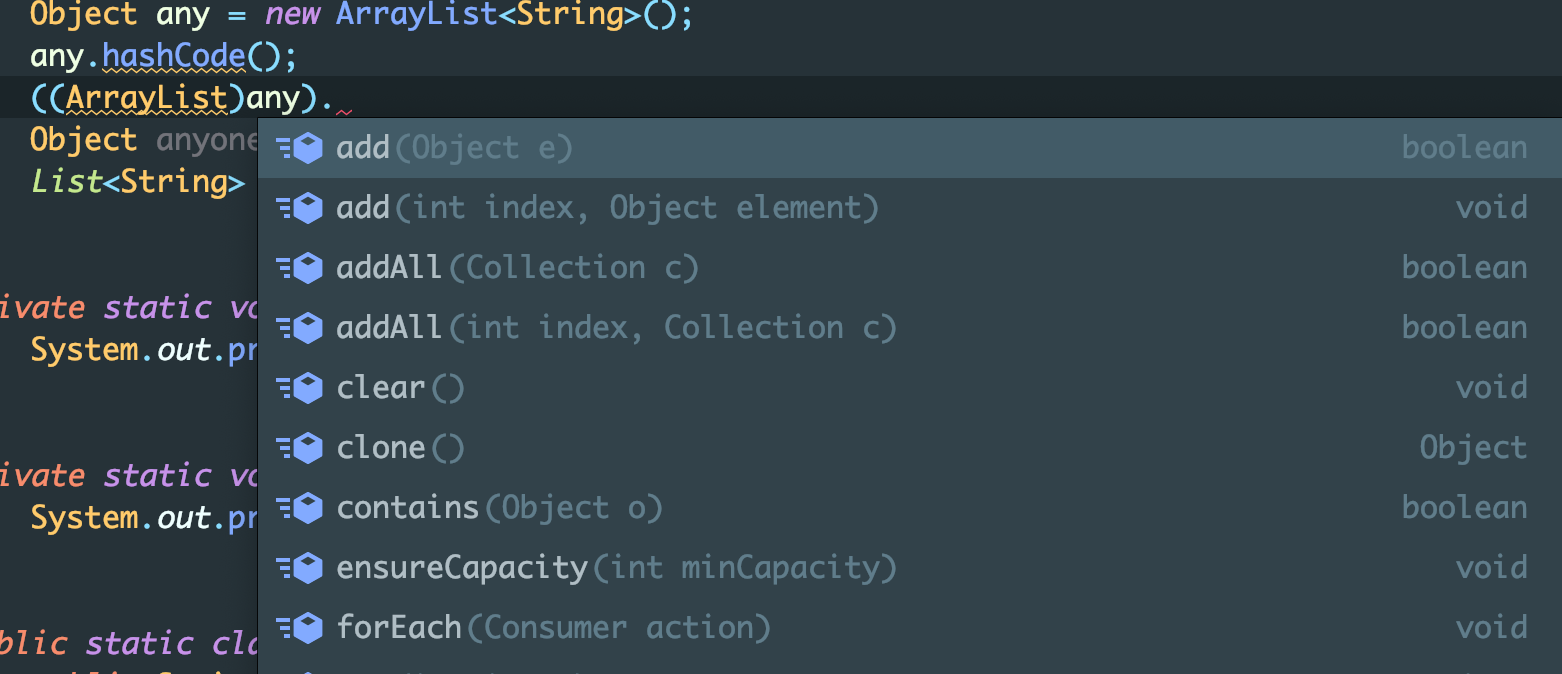 Object any = new ArrayList<String>();
any.hashCode();
((ArrayList)any).
Object anyone
List<String>
ivate static vo
System.out.pr
ivate static vo
System.out.pr
blic static cla
add(Object e) boolean
add(int index, Object element) void
addAll(Collection c) boolean
addAll(int index, Collection c) boolean
clear() void
clone() Object
contains(Object o) boolean
ensureCapacity(int minCapacity) void
forEach(Consumer action) void